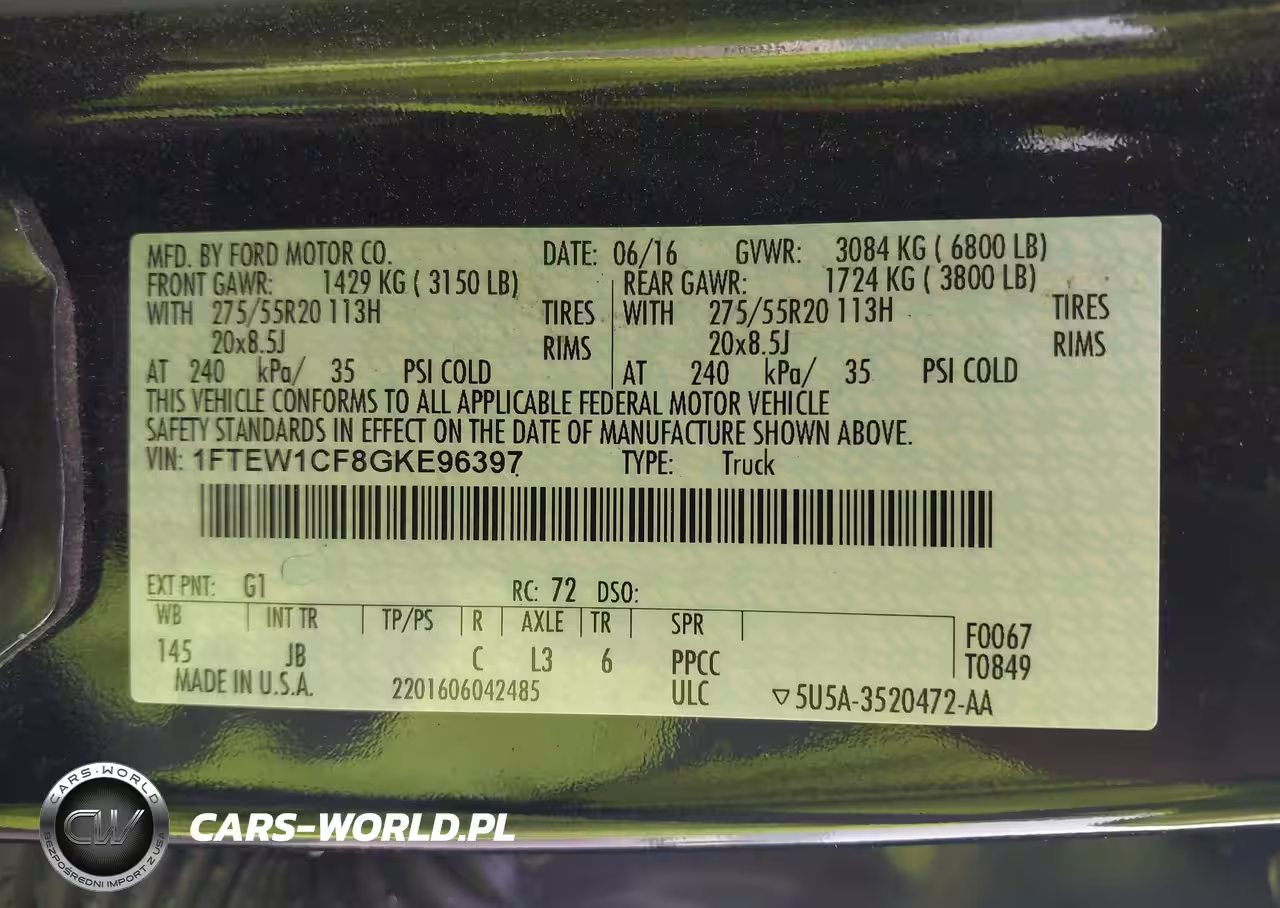 MFD. BY FORD MOTOR CO. DATE: 06/16 GVWR: 3084 KG ( 6800 LB)
FRONT GAWR: 1429 KG ( 3150 LB) REAR GAWR: 1724 KG ( 3800 LB)
WITH 275/55R20 113H TIRES WITH 275/55R20 113H TIRES
20x8.5J RIMS 20x8.5J RIMS
AT 240 kPa/ 35 PSI COLD AT 240 kPa/ 35 PSI COLD
THIS VEHICLE CONFORMS TO ALL APPLICABLE FEDERAL MOTOR VEHICLE
SAFETY STANDARDS IN EFFECT ON THE DATE OF MANUFACTURE SHOWN ABOVE.
VIN: 1FTEW1CF8GKE96397 TYPE: Truck
EXT PNT: G1 RC: 72 DSO:
WB INT TR TP/PS R AXLE TR SPR F0067
145 JB C L3 6 PPCC T0849
MADE IN U.S.A. 2201606042485 ULC ▽5U5A-3520472-AA
CARS-WORLD
CW
BEZPOŚREDNI IMPORT Z USA
CARS-WORLD.PL